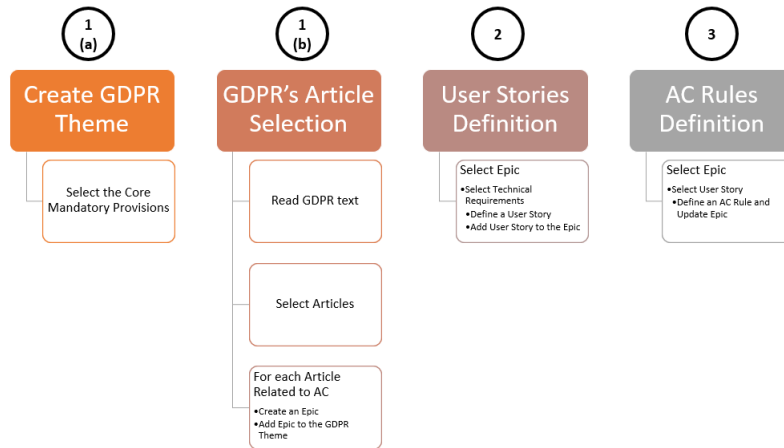 1
(a)
Create GDPR
Theme
Select the Core
Mandatory Provisions
1
(b)
GDPR's Article
Selection
Read GDPR text
Select Articles
For each Article
Related to AC
•Create an Epic
•Add Epic to the GDPR
Theme
2
User Stories
Definition
Select Epic
•Select Technical
Requirements
•Define a User Story
•Add User Story to the Epic
3
AC Rules
Definition
Select Epic
•Select User Story
•Define an AC Rule and
Update Epic